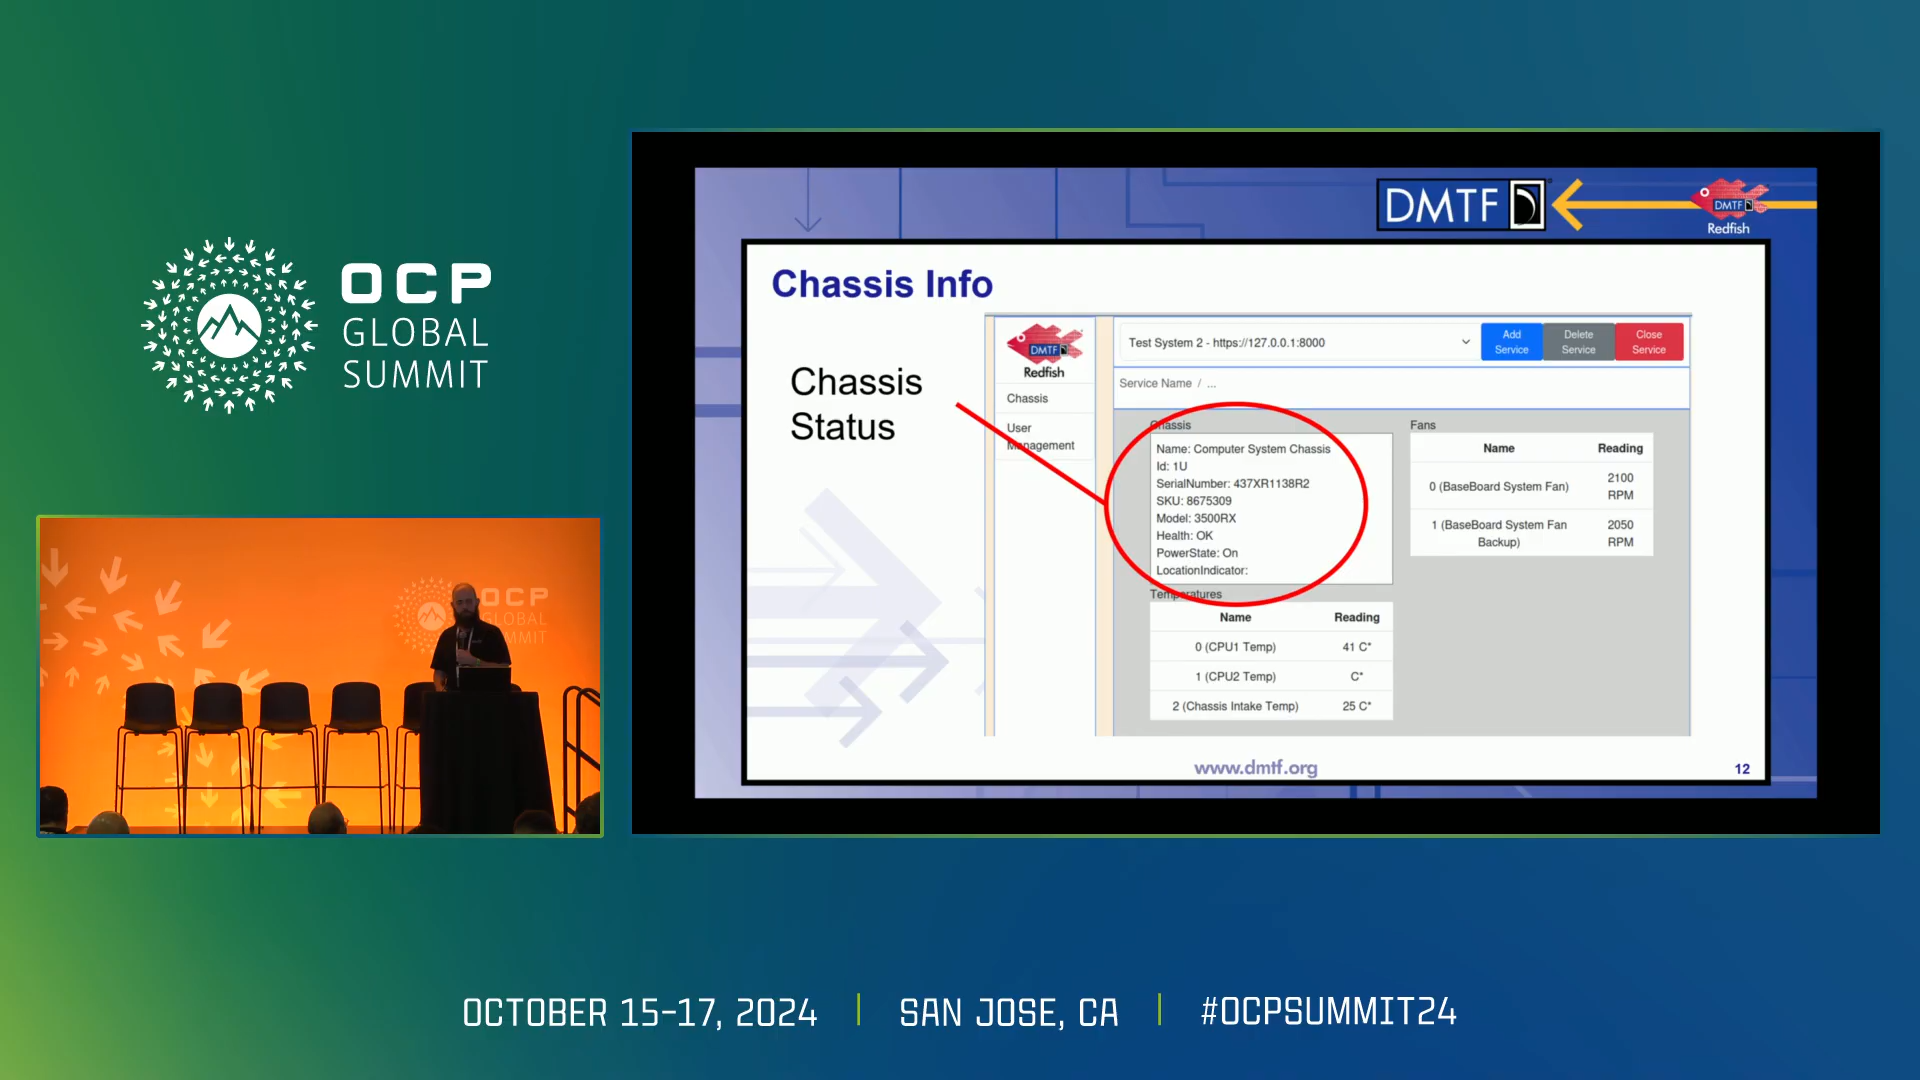 OCP
GLOBAL
SUMMIT
OCP
GLOBAL
SUMMIT
DMTF
DMTF
Redfish
Chassis Info
Chassis
Status
DMTF
Redfish
Chassis
User
Management
Test System 2 - https://127.0.0.1:8000
Add
Service
Delete
Service
Close
Service
Service Name / ...
Chassis
Name: Computer System Chassis
Id: 1U
SerialNumber: 437XR1138R2
SKU: 8675309
Model: 3500RX
Health: OK
PowerState: On
LocationIndicator:
Fans
Name Reading
0 (BaseBoard System Fan) 2100 RPM
1 (BaseBoard System Fan Backup) 2050 RPM
Temperatures
Name Reading
0 (CPU1 Temp) 41 C*
1 (CPU2 Temp) C*
2 (Chassis Intake Temp) 25 C*
www.dmtf.org
12
OCTOBER 15-17, 2024 | SAN JOSE, CA | #OCPSUMMIT24